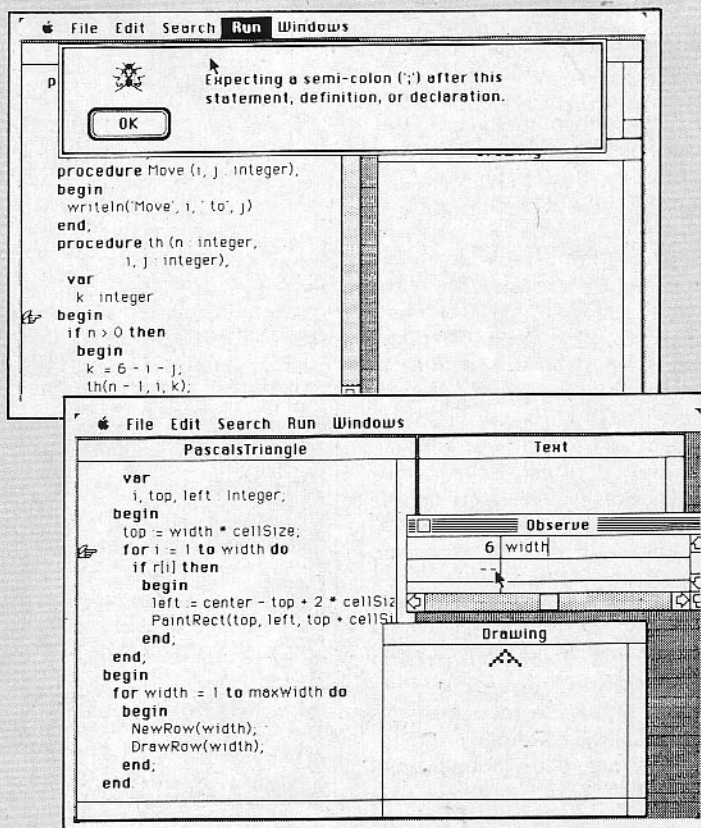 File Edit Search Run Windows
Expecting a semi-colon (';') after this
statement, definition, or declaration.
OK
p
procedure Move (i, j : integer);
begin
writeln('Move', i, ' to', j)
end;
procedure th (n : integer;
i, j : integer);
var
k : integer
begin
if n > 0 then
begin
k := 6 - i - j;
th(n - 1, i, k);
File Edit Search Run Windows
PascalsTriangle
var
i, top, left : Integer;
begin
top := width * cellSize;
for i := 1 to width do
if r[i] then
begin
left := center - top + 2 * cellSiz
PaintRect(top, left, top + cellSi
end;
end;
begin
for width := 1 to maxWidth do
begin
NewRow(width);
DrawRow(width);
end;
end.
Text
Observe
6 width
Drawing